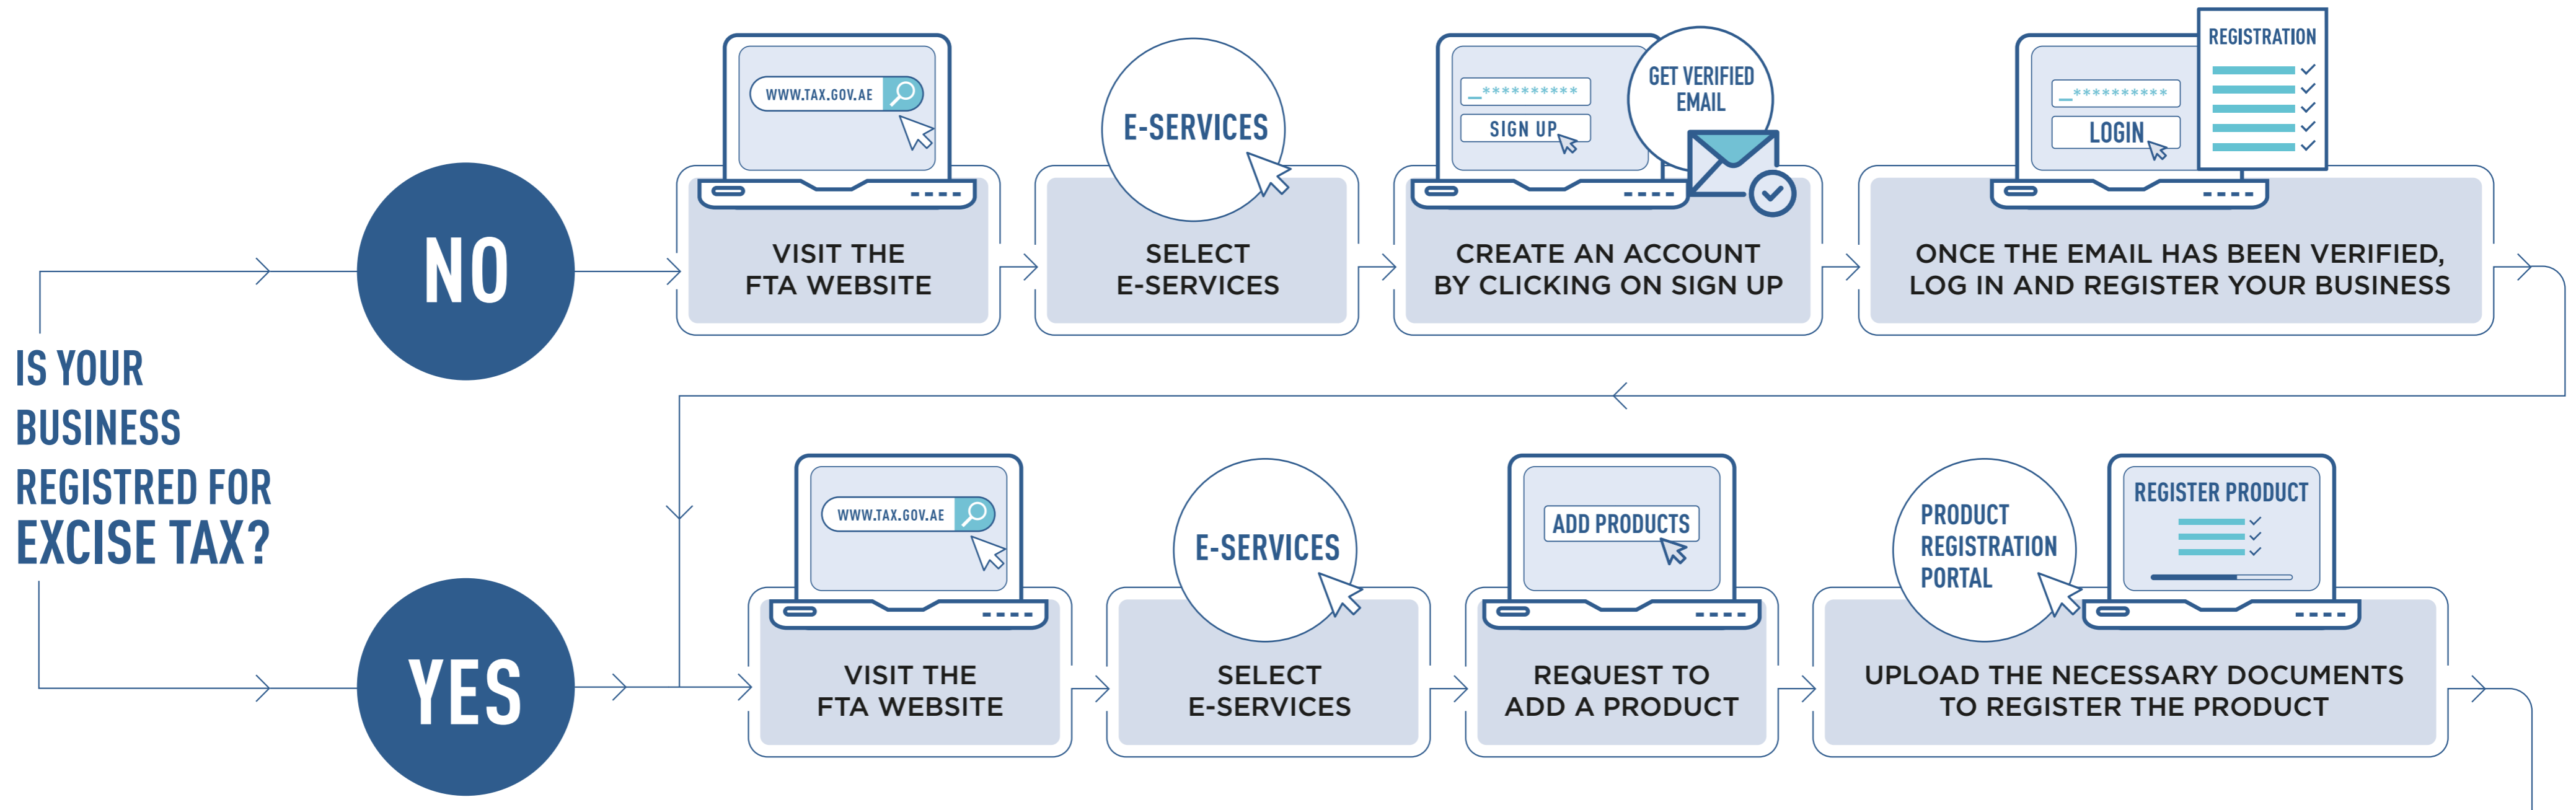 IS YOUR
BUSINESS
REGISTRED FOR
EXCISE TAX?
NO
WWW.TAX.GOV.AE
VISIT THE
FTA WEBSITE
E-SERVICES
SELECT
E-SERVICES
_**********
SIGN UP
GET VERIFIED
EMAIL
CREATE AN ACCOUNT
BY CLICKING ON SIGN UP
_**********
LOGIN
REGISTRATION
ONCE THE EMAIL HAS BEEN VERIFIED,
LOG IN AND REGISTER YOUR BUSINESS
YES
WWW.TAX.GOV.AE
VISIT THE
FTA WEBSITE
E-SERVICES
SELECT
E-SERVICES
ADD PRODUCTS
REQUEST TO
ADD A PRODUCT
PRODUCT
REGISTRATION
PORTAL
REGISTER PRODUCT
UPLOAD THE NECESSARY DOCUMENTS
TO REGISTER THE PRODUCT